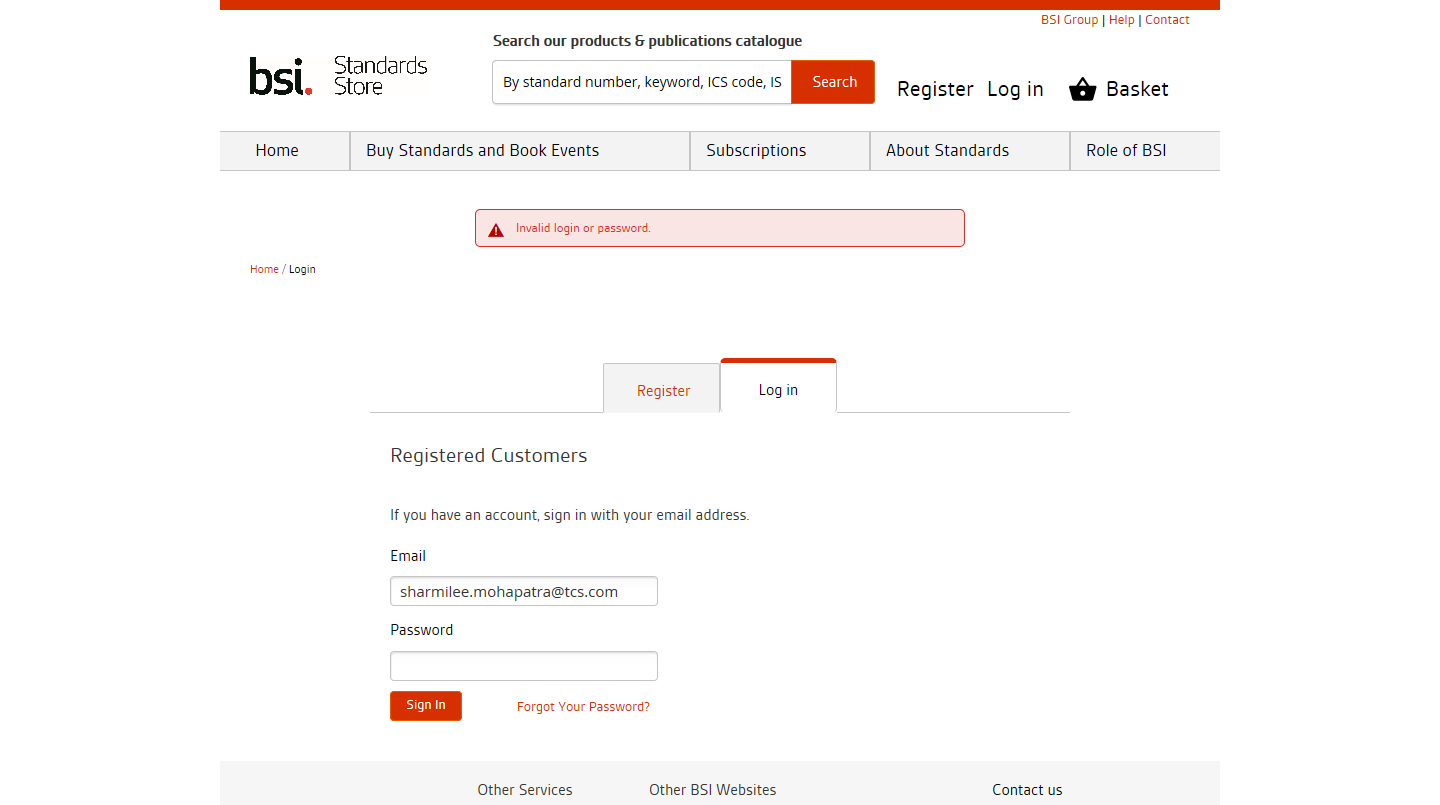 BSI Group | Help | Contact
Search our products & publications catalogue
bsi. Standards Store
By standard number, keyword, ICS code, IS
Search
Register Log in Basket
Home Buy Standards and Book Events Subscriptions About Standards Role of BSI
Invalid login or password.
Home / Login
Register Log in
Registered Customers
If you have an account, sign in with your email address.
Email
sharmilee.mohapatra@tcs.com
Password
Sign In Forgot Your Password?
Other Services Other BSI Websites Contact us